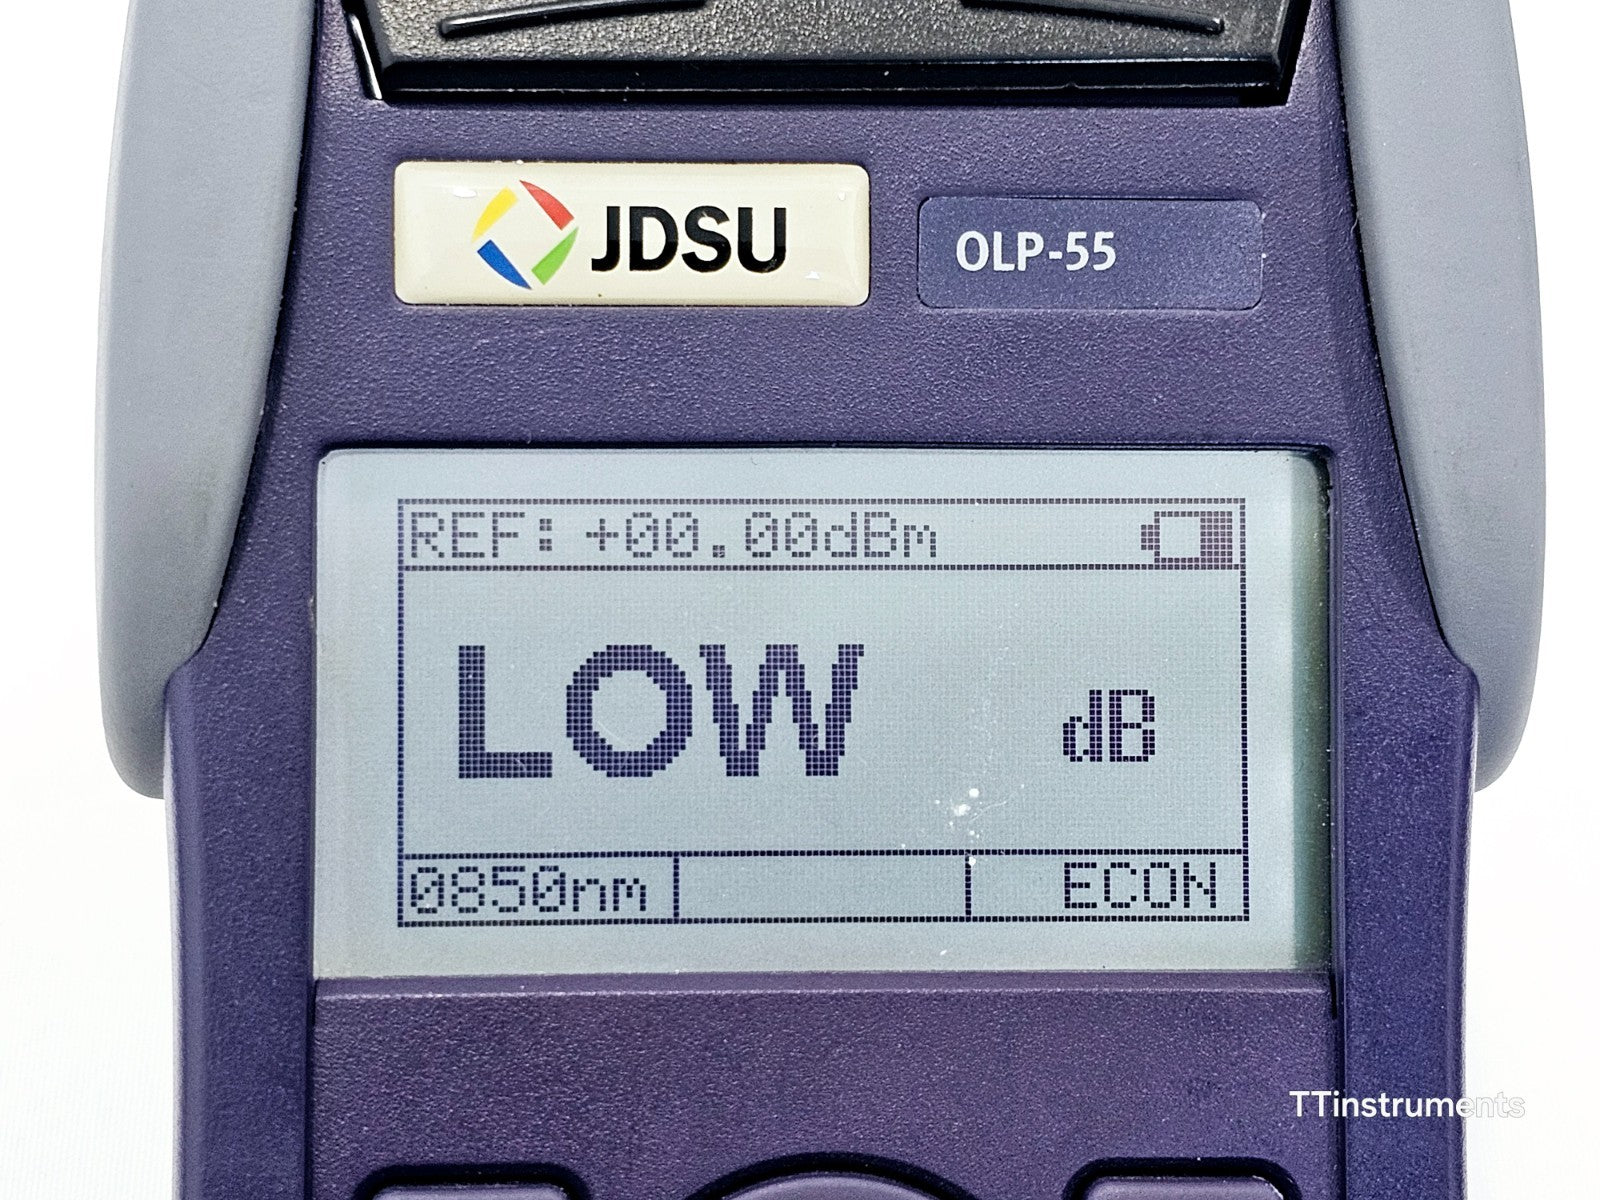 JDSU
OLP-55
REF: +00.00dBm
LOW dB
0850nm ECON
TTinstruments